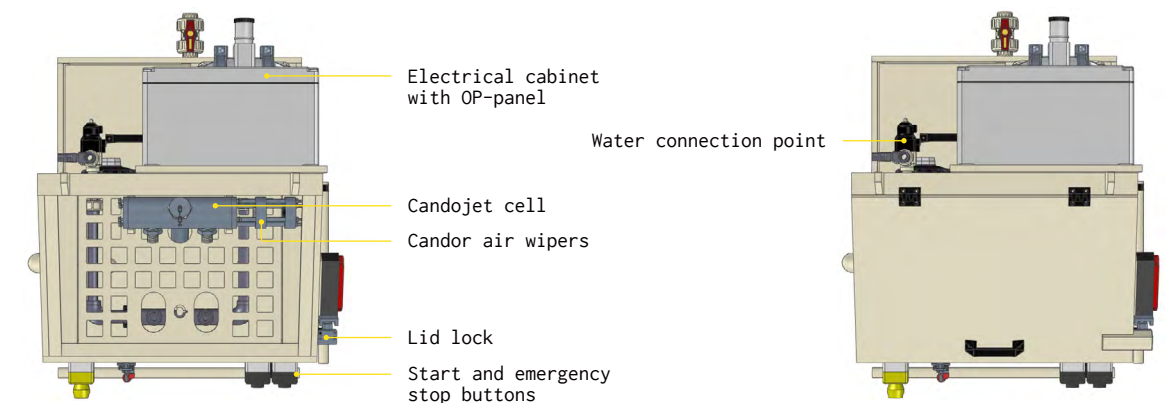 Electrical cabinet
with OP-panel
Water connection point
Candojet cell
Candor air wipers
Lid lock
Start and emergency
stop buttons